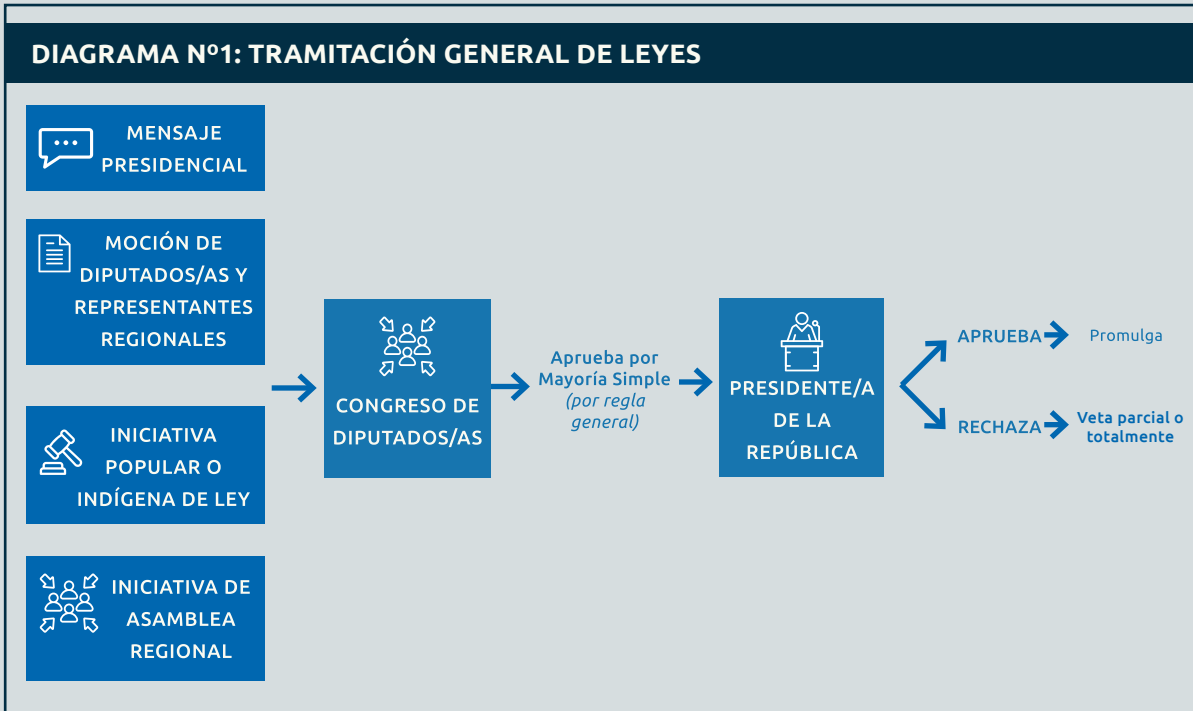 DIAGRAMA Nº1: TRAMITACIÓN GENERAL DE LEYES
MENSAJE
PRESIDENCIAL
MOCIÓN DE
DIPUTADOS/AS Y
REPRESENTANTES
REGIONALES
INICIATIVA
POPULAR O
INDÍGENA DE LEY
INICIATIVA DE
ASAMBLEA
REGIONAL
CONGRESO DE
DIPUTADOS/AS
Aprueba por
Mayoría Simple
(por regla
general)
PRESIDENTE/A
DE LA
REPÚBLICA
APRUEBA
Promulga
RECHAZA
Veta parcial o
totalmente